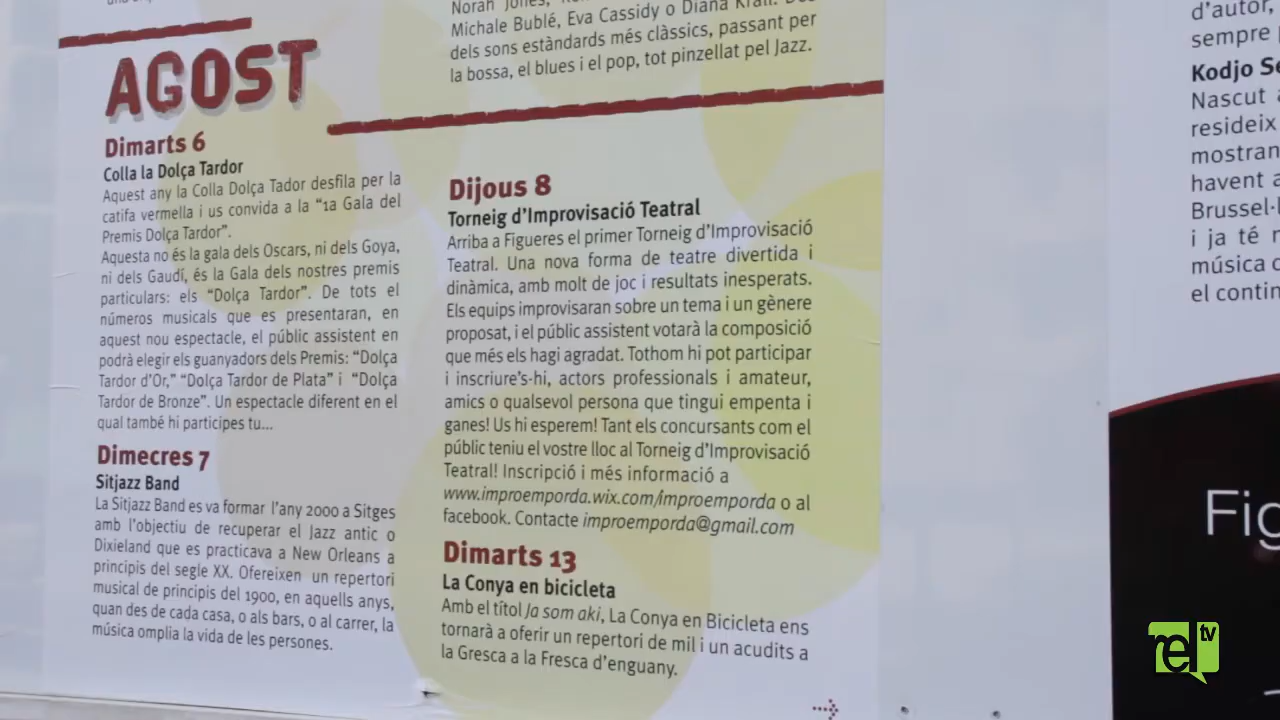 Michale Bublé, Eva Cassidy o Diana Krall.
dels sons estàndards més clàssics, passant per
la bossa, el blues i el pop, tot pinzellat pel Jazz.
AGOST
Dimarts 6
Colla la Dolça Tardor
Aquest any la Colla Dolça Tador desfila per la
catifa vermella i us convida a la “1a Gala del
Premis Dolça Tardor”.
Aquesta no és la gala dels Oscars, ni dels Goya,
ni dels Gaudí, és la Gala dels nostres premis
particulars: els “Dolça Tardor”. De tots el
números musicals que es presentaran, en
aquest nou espectacle, el públic assistent en
podrà elegir els guanyadors dels Premis: “Dolça
Tardor d’Or,” “Dolça Tardor de Plata” i “Dolça
Tardor de Bronze”. Un espectacle diferent en el
qual també hi participes tu...
Dimecres 7
Sitjazz Band
La Sitjazz Band es va formar l’any 2000 a Sitges
amb l’objectiu de recuperar el Jazz antic o
Dixieland que es practicava a New Orleans a
principis del segle XX. Ofereixen un repertori
musical de principis del 1900, en aquells anys,
quan des de cada casa, o als bars, o al carrer, la
música omplia la vida de les persones.
Dijous 8
Torneig d’Improvisació Teatral
Arriba a Figueres el primer Torneig d’Improvisació
Teatral. Una nova forma de teatre divertida i
dinàmica, amb molt de joc i resultats inesperats.
Els equips improvisaran sobre un tema i un gènere
proposat, i el públic assistent votarà la composició
que més els hagi agradat. Tothom hi pot participar
i inscriure’s-hi, actors professionals i amateur,
amics o qualsevol persona que tingui empenta i
ganes! Us hi esperem! Tant els concursants com el
públic teniu el vostre lloc al Torneig d’Improvisació
Teatral! Inscripció i més informació a
www.improemporda.wix.com/improemporda o al
facebook. Contacte improemporda@gmail.com
Dimarts 13
La Conya en bicicleta
Amb el títol Ja som aki, La Conya en Bicicleta ens
tornarà a oferir un repertori de mil i un acudits a
la Gresca a la Fresca d’enguany.
d’autor,
sempre
Kodjo
Nascut
resideix
mostran
havent
Brussel·l
i ja té
música
el contin
Fig
el tv